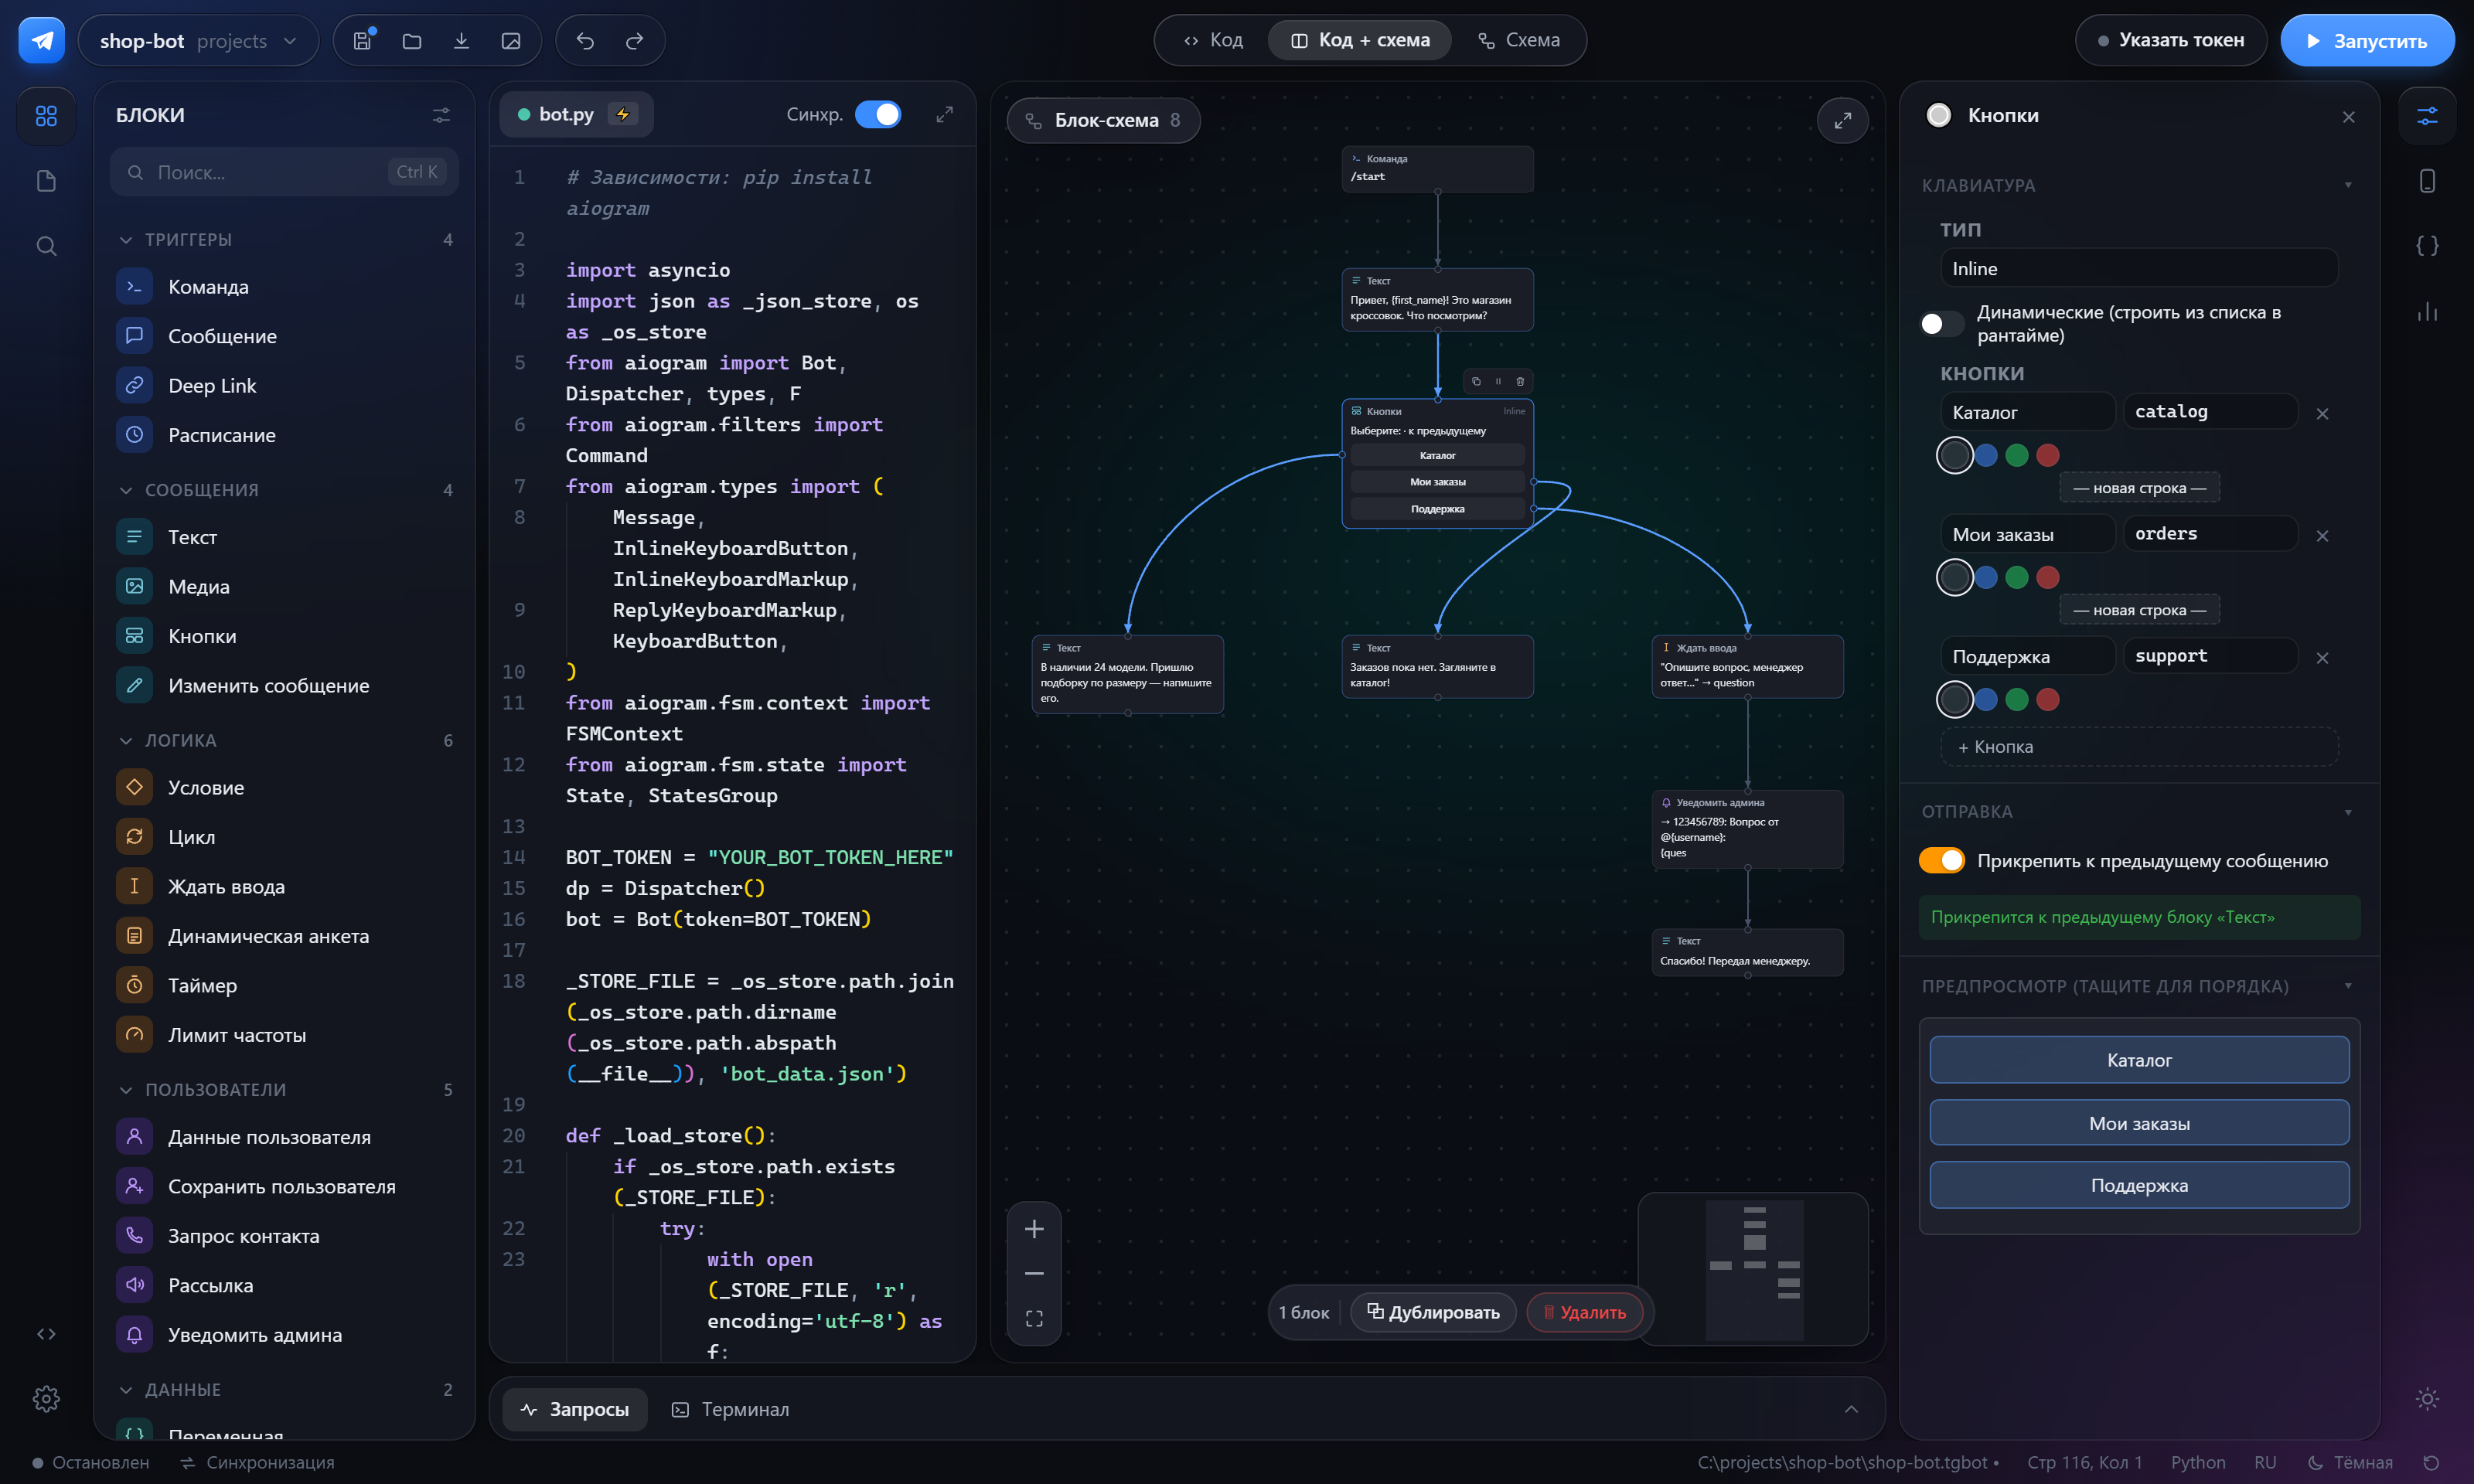 shop-bot projects
Код
Код + схема
Схема
Указать токен
Запустить
БЛОКИ
Поиск...
Ctrl K
ТРИГГЕРЫ 4
Команда
Сообщение
Deep Link
Расписание
СООБЩЕНИЯ 4
Текст
Медиа
Кнопки
Изменить сообщение
ЛОГИКА 6
Условие
Цикл
Ждать ввода
Динамическая анкета
Таймер
Лимит частоты
ПОЛЬЗОВАТЕЛИ 5
Данные пользователя
Сохранить пользователя
Запрос контакта
Рассылка
Уведомить админа
ДАННЫЕ 2
Переменная
bot.py
Синхр.
1 # Зависимости: pip install
aiogram
2
3 import asyncio
4 import json as _json_store, os
as _os_store
5 from aiogram import Bot,
Dispatcher, types, F
6 from aiogram.filters import
Command
7 from aiogram.types import (
8 Message,
InlineKeyboardButton,
InlineKeyboardMarkup,
9 ReplyKeyboardMarkup,
KeyboardButton,
10 )
11 from aiogram.fsm.context import
FSMContext
12 from aiogram.fsm.state import
State, StatesGroup
13
14 BOT_TOKEN = "YOUR_BOT_TOKEN_HERE"
15 dp = Dispatcher()
16 bot = Bot(token=BOT_TOKEN)
17
18 _STORE_FILE = _os_store.path.join
(_os_store.path.dirname
(_os_store.path.abspath
(__file__)), 'bot_data.json')
19
20 def _load_store():
21 if _os_store.path.exists
(_STORE_FILE):
22 try:
23 with open
(_STORE_FILE, 'r',
encoding='utf-8') as
f:
Блок-схема 8
Команда
/start
Текст
Привет, {first_name}! Это магазин
кроссовок. Что посмотрим?
Кнопки Inline
Выберите: · к предыдущему
Каталог
Мои заказы
Поддержка
Текст
В наличии 24 модели. Пришлю
подборку по размеру — напишите
его.
Текст
Заказов пока нет. Загляните в
каталог!
Ждать ввода
"Опишите вопрос, менеджер
ответ..." → question
Уведомить админа
→ 123456789: Вопрос от
@{username}:
{ques
Текст
Спасибо! Передал менеджеру.
1 блок
Дублировать
Удалить
Запросы
Терминал
Кнопки
КЛАВИАТУРА
ТИП
Inline
Динамические (строить из списка в
рантайме)
КНОПКИ
Каталог catalog
— новая строка —
Мои заказы orders
— новая строка —
Поддержка support
+ Кнопка
ОТПРАВКА
Прикрепить к предыдущему сообщению
Прикрепится к предыдущему блоку «Текст»
ПРЕДПРОСМОТР (ТАЩИТЕ ДЛЯ ПОРЯДКА)
Каталог
Мои заказы
Поддержка
Остановлен
Синхронизация
C:\projects\shop-bot\shop-bot.tgbot •
Стр 116, Кол 1
Python
RU
Тёмная